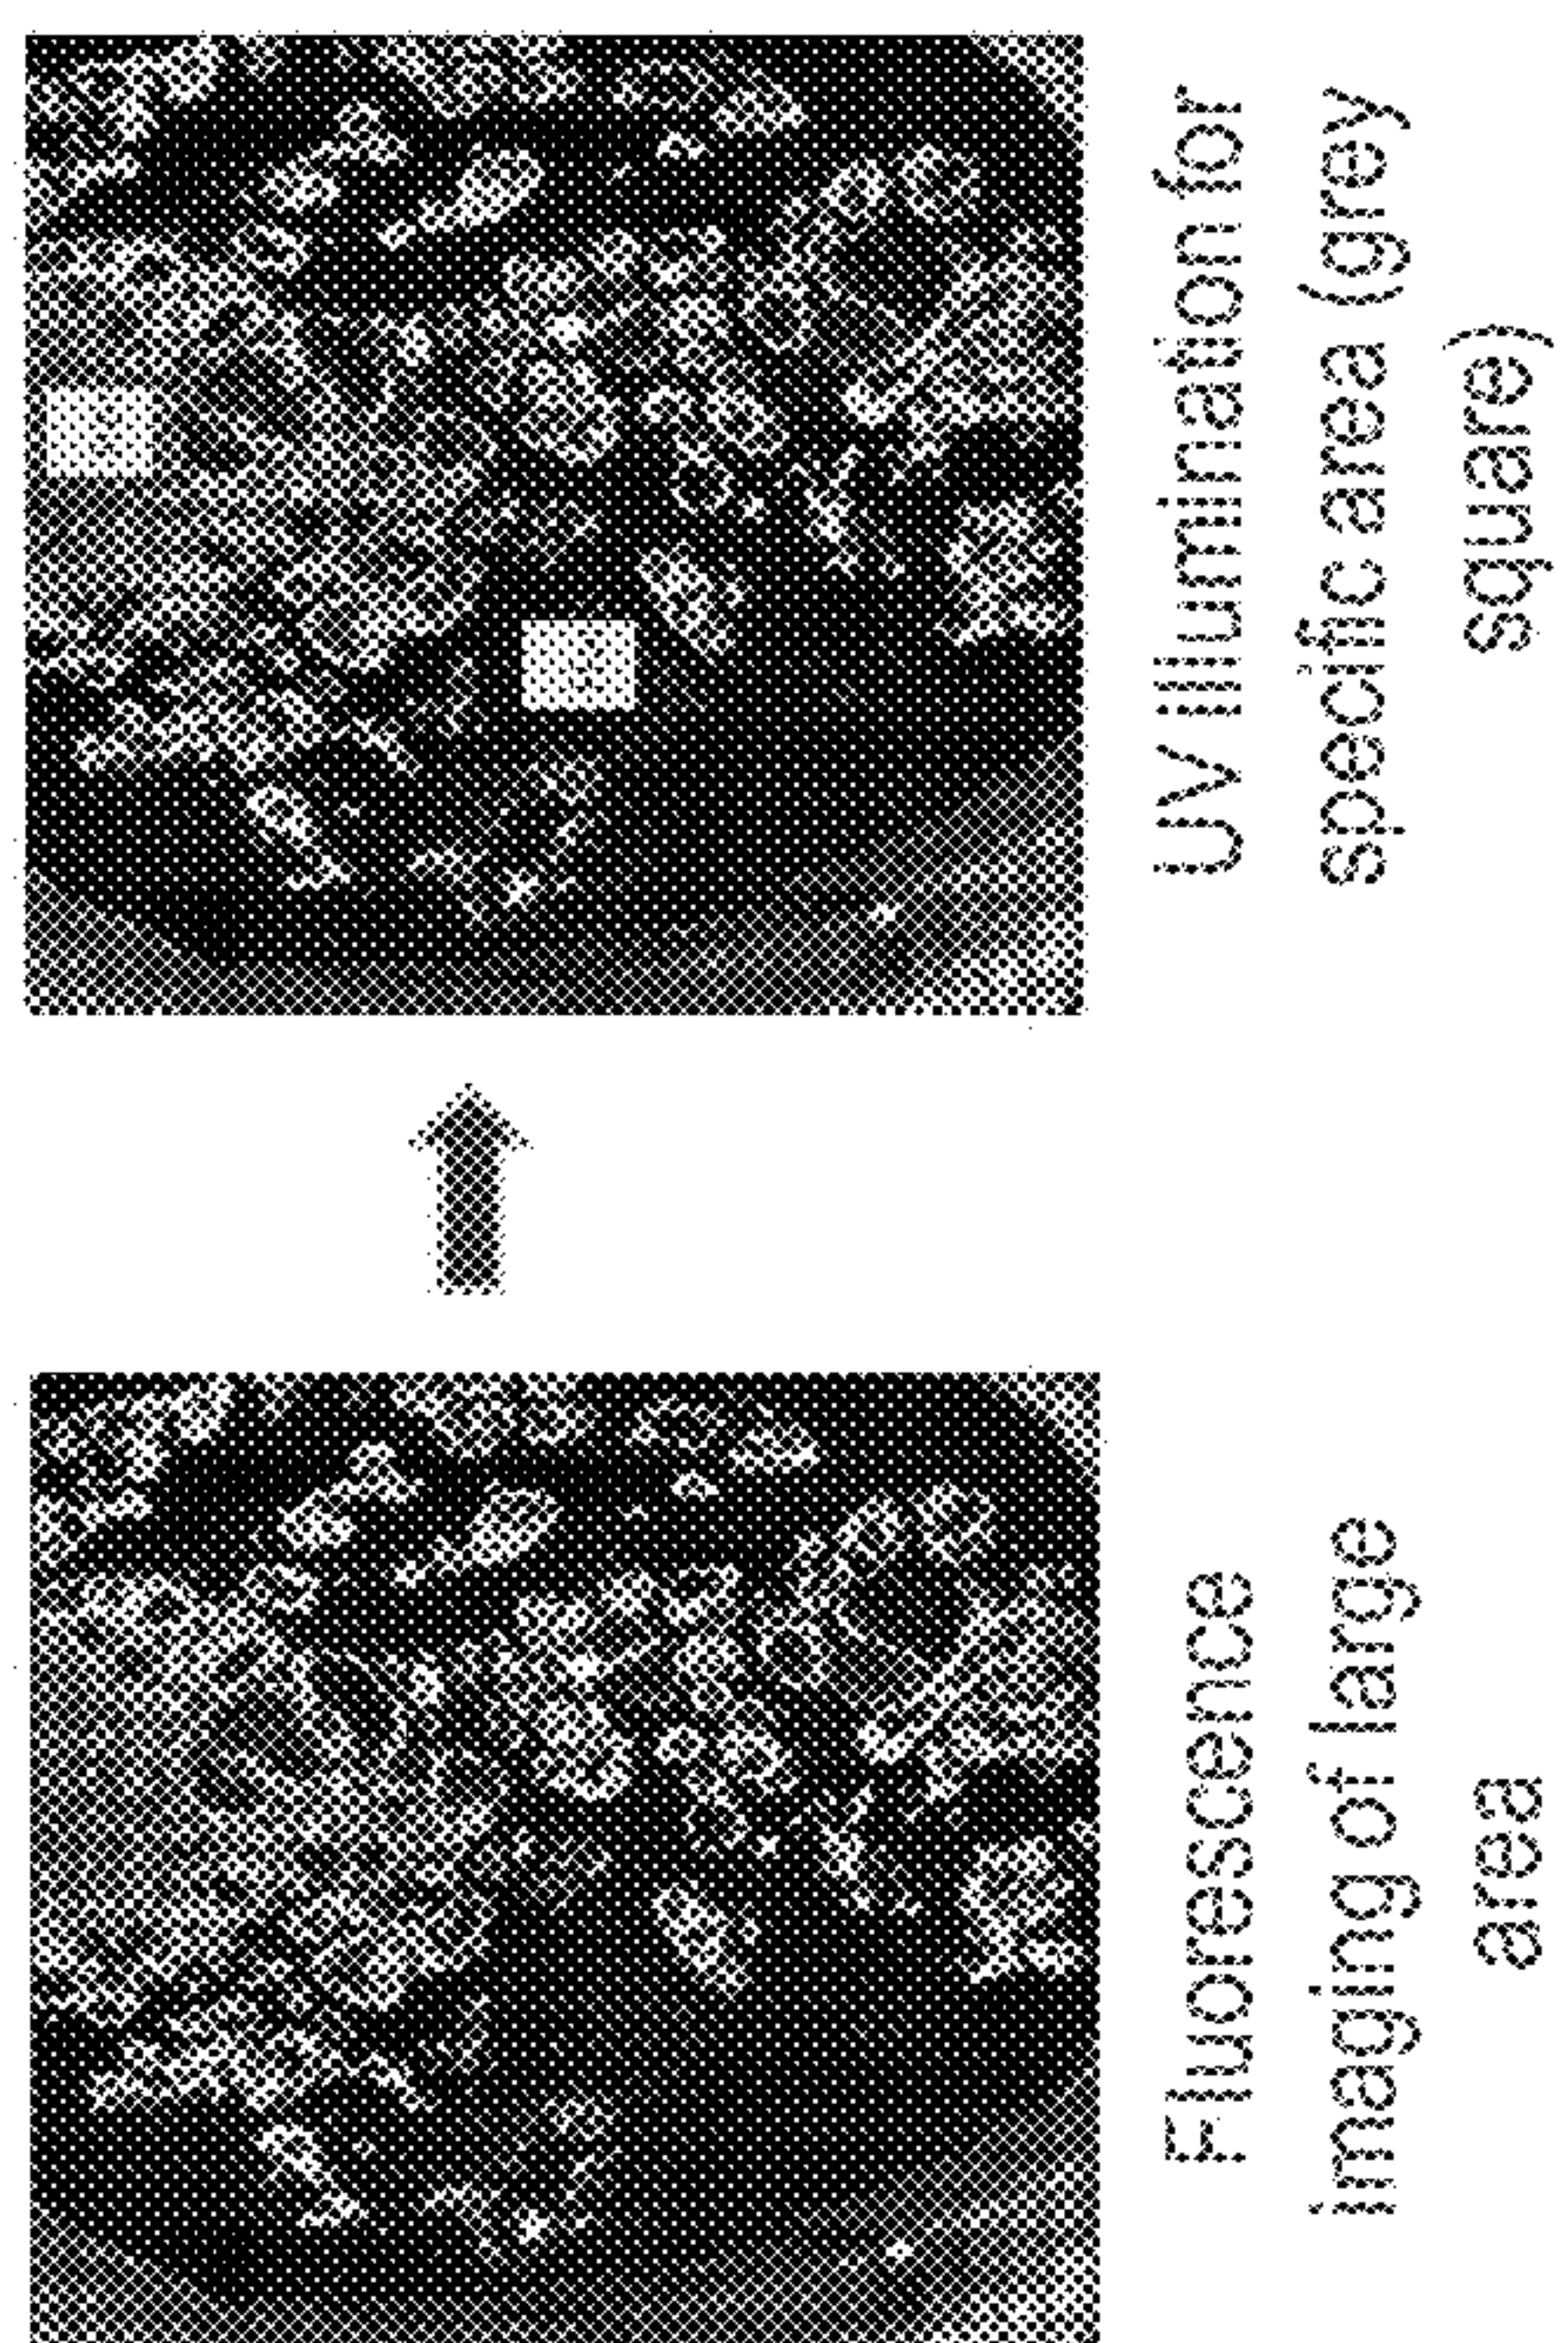 Fluorescence
imaging of large
area
UV illumination for
specific area (grey
square)